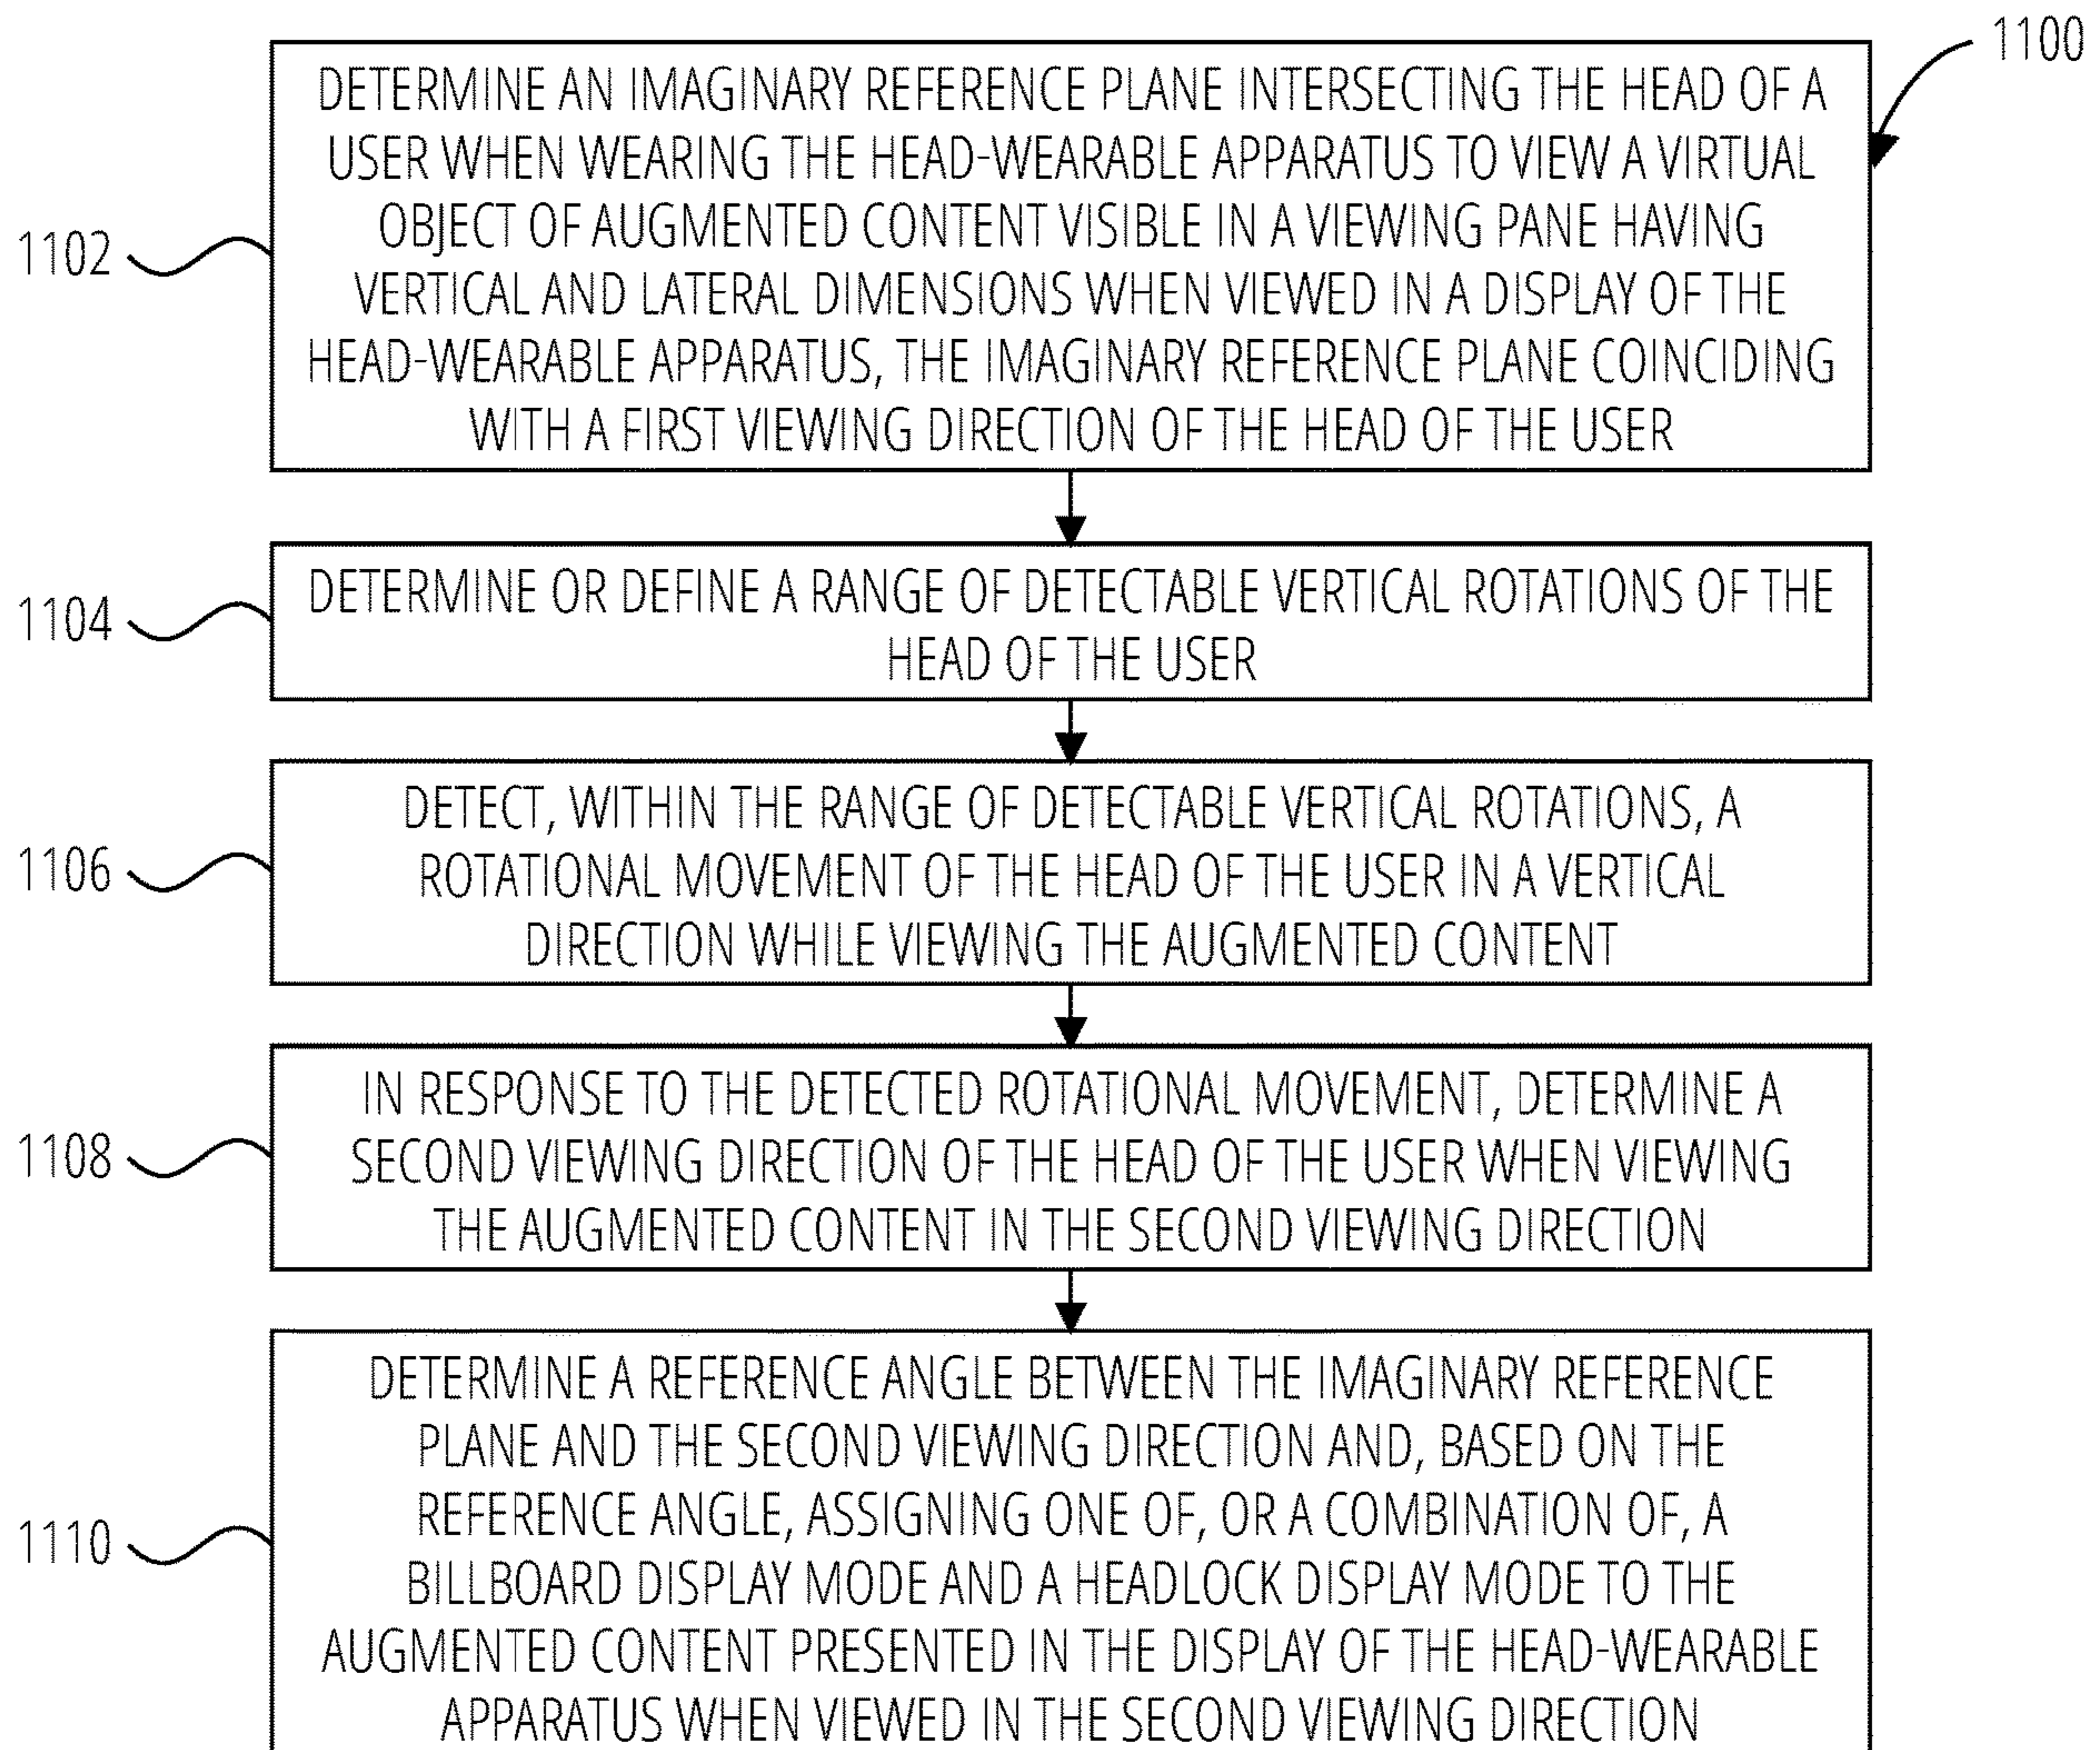 1100
DETERMINE AN IMAGINARY REFERENCE PLANE INTERSECTING THE HEAD OF A
USER WHEN WEARING THE HEAD-WEARABLE APPARATUS TO VIEW A VIRTUAL
OBJECT OF AUGMENTED CONTENT VISIBLE IN A VIEWING PANE HAVING
VERTICAL AND LATERAL DIMENSIONS WHEN VIEWED IN A DISPLAY OF THE
HEAD-WEARABLE APPARATUS, THE IMAGINARY REFERENCE PLANE COINCIDING
WITH A FIRST VIEWING DIRECTION OF THE HEAD OF THE USER
1102
DETERMINE OR DEFINE A RANGE OF DETECTABLE VERTICAL ROTATIONS OF THE
HEAD OF THE USER
1104
DETECT, WITHIN THE RANGE OF DETECTABLE VERTICAL ROTATIONS, A
ROTATIONAL MOVEMENT OF THE HEAD OF THE USER IN A VERTICAL
DIRECTION WHILE VIEWING THE AUGMENTED CONTENT
1106
IN RESPONSE TO THE DETECTED ROTATIONAL MOVEMENT, DETERMINE A
SECOND VIEWING DIRECTION OF THE HEAD OF THE USER WHEN VIEWING
THE AUGMENTED CONTENT IN THE SECOND VIEWING DIRECTION
1108
DETERMINE A REFERENCE ANGLE BETWEEN THE IMAGINARY REFERENCE
PLANE AND THE SECOND VIEWING DIRECTION AND, BASED ON THE
REFERENCE ANGLE, ASSIGNING ONE OF, OR A COMBINATION OF, A
BILLBOARD DISPLAY MODE AND A HEADLOCK DISPLAY MODE TO THE
AUGMENTED CONTENT PRESENTED IN THE DISPLAY OF THE HEAD-WEARABLE
APPARATUS WHEN VIEWED IN THE SECOND VIEWING DIRECTION
1110